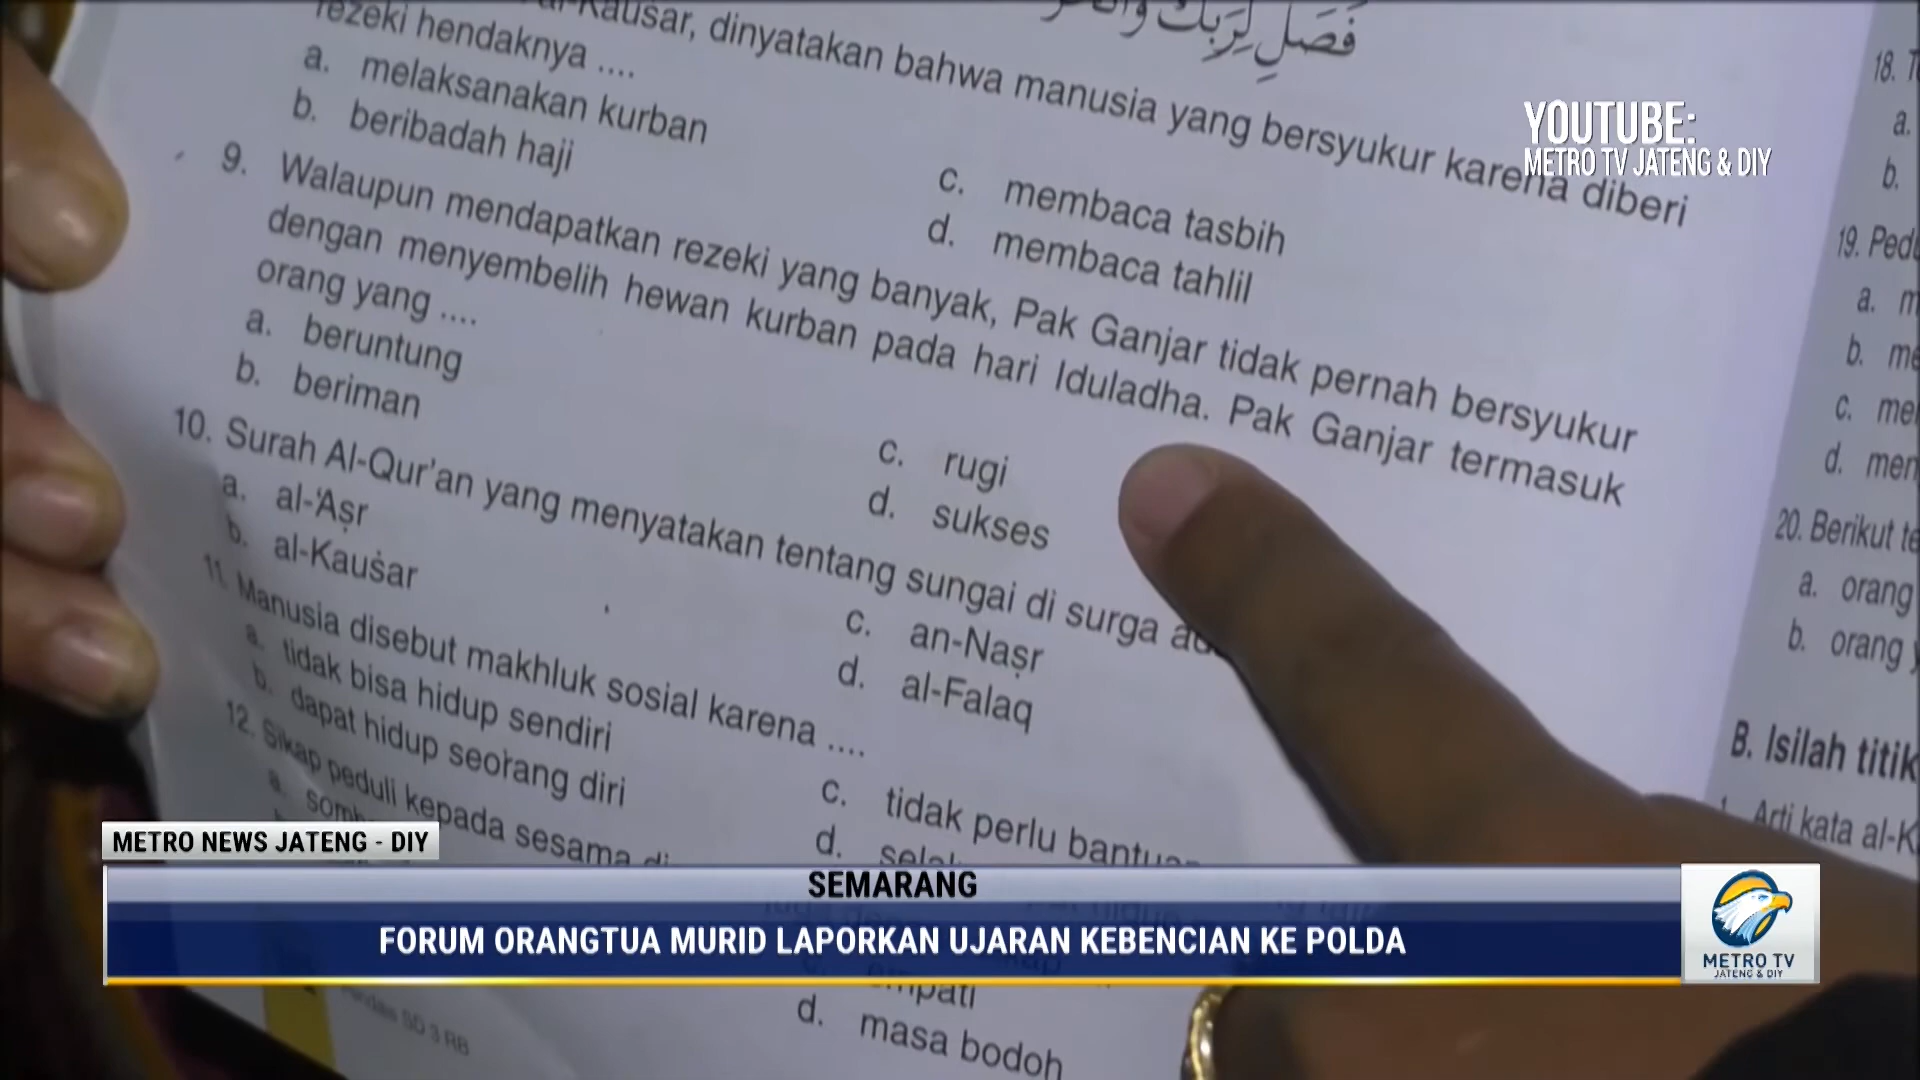 فَصَلِّ لِرَبِّكَ
dinyatakan bahwa manusia yang bersyukur karena diberi
rezeki hendaknya ....
a. melaksanakan kurban
b. beribadah haji
c. membaca tasbih
d. membaca tahlil
9. Walaupun mendapatkan rezeki yang banyak, Pak Ganjar tidak pernah bersyukur
dengan menyembelih hewan kurban pada hari Iduladha. Pak Ganjar termasuk
orang yang ....
a. beruntung
b. beriman
c. rugi
d. sukses
10. Surah Al-Qur'an yang menyatakan tentang sungai di surga
a. al-‘Aṣr
b. al-Kauṡar
c. an-Naṣr
d. al-Falaq
11. Manusia disebut makhluk sosial karena ....
a. tidak bisa hidup sendiri
b. dapat hidup seorang diri
c. tidak perlu
d.
12. Sikap peduli kepada sesama
a.
d. masa bodoh
SD 3 RB
18.
a.
b.
19.
a.
b.
c.
d.
20. Berikut
a. orang
b. orang
B. Isilah titik
1. Arti kata
YOUTUBE:
METRO TV JATENG & DIY
METRO NEWS JATENG - DIY
SEMARANG
FORUM ORANGTUA MURID LAPORKAN UJARAN KEBENCIAN KE POLDA
METRO TV
JATENG & DIY